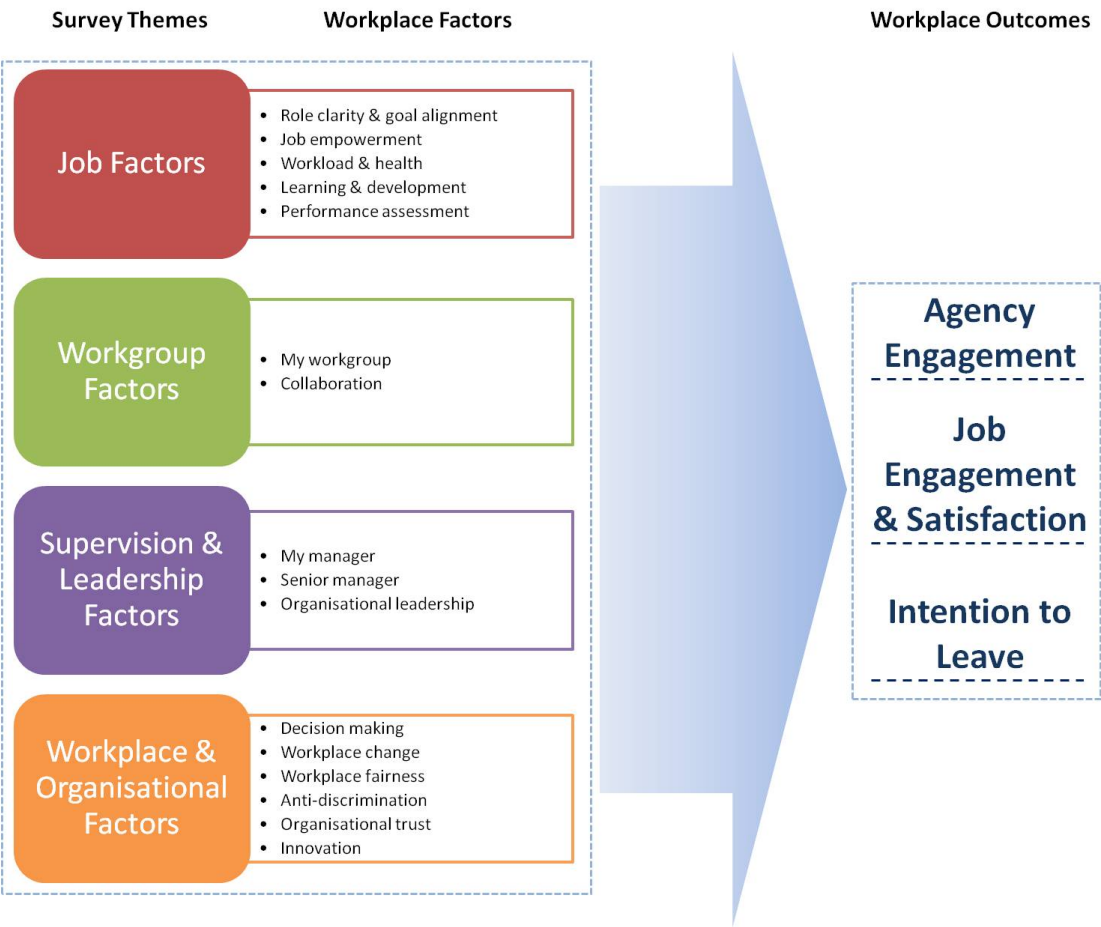 Survey Themes
Workplace Factors
Workplace Outcomes
Job Factors
• Role clarity & goal alignment
• Job empowerment
• Workload & health
• Learning & development
• Performance assessment
Workgroup
Factors
• My workgroup
• Collaboration
Supervision &
Leadership
Factors
• My manager
• Senior manager
• Organisational leadership
Workplace &
Organisational
Factors
• Decision making
• Workplace change
• Workplace fairness
• Anti-discrimination
• Organisational trust
• Innovation
Agency
Engagement
Job
Engagement
& Satisfaction
Intention to
Leave